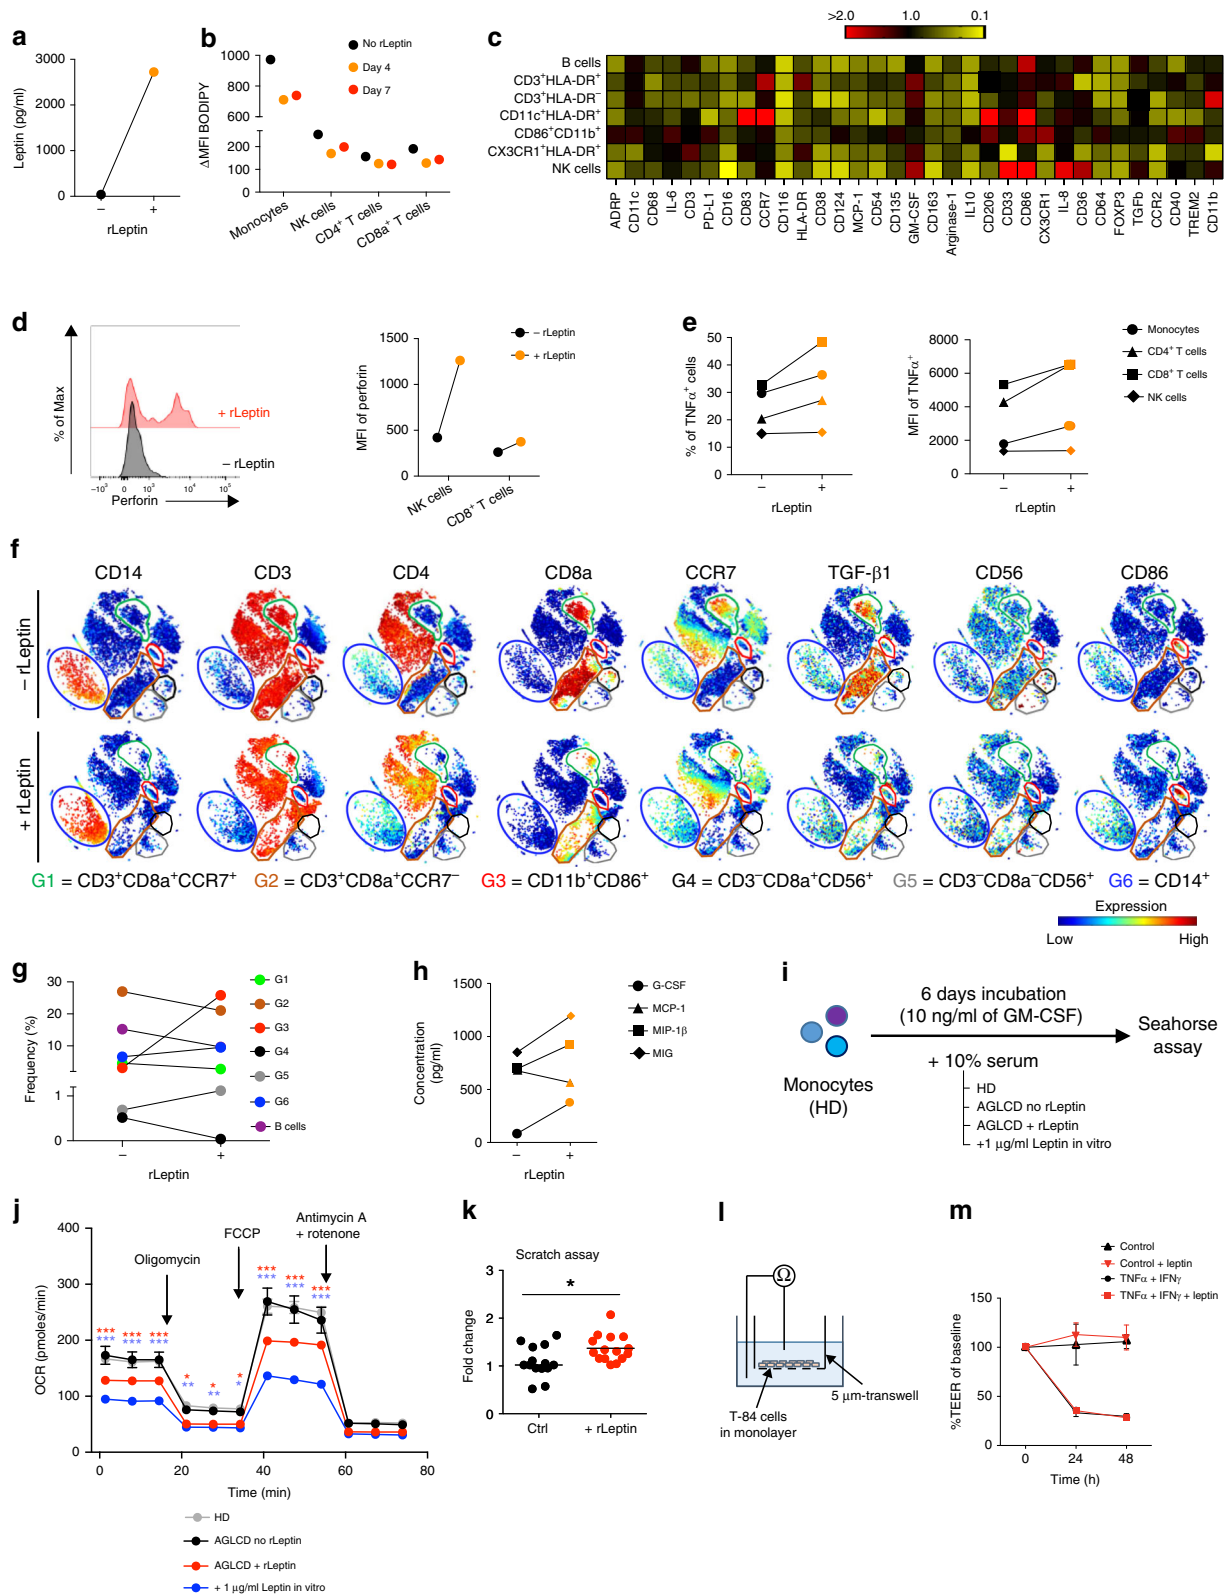 a
3000
2000
1000
0
Leptin (pg/ml)
–
+
rLeptin
b
1000
800
600
200
100
0
ΔMFI BODIPY
No rLeptin
Day 4
Day 7
Monocytes
NK cells
CD4⁺ T cells
CD8a⁺ T cells
c
>2.0
1.0
0.1
B cells
CD3⁺HLA-DR⁺
CD3⁺HLA-DR⁻
CD11c⁺HLA-DR⁺
CD86⁺CD11b⁺
CX3CR1⁺HLA-DR⁺
NK cells
ADRP
CD11c
CD68
IL-6
CD3
PD-L1
CD16
CD83
CCR7
CD116
HLA-DR
CD38
CD124
MCP-1
CD54
CD135
GM-CSF
CD163
Arginase-1
IL10
CD206
CD33
CD86
CX3CR1
IL-8
CD36
CD64
FOXP3
TGFb
CCR2
CD40
TREM2
CD11b
d
% of Max
+ rLeptin
– rLeptin
–10³
0
10³
10⁴
10⁵
Perforin
1500
1000
500
0
MFI of perforin
– rLeptin
+ rLeptin
NK cells
CD8⁺ T cells
e
50
40
30
20
10
0
% of TNFα⁺ cells
–
+
rLeptin
8000
6000
4000
2000
0
MFI of TNFα⁺
–
+
rLeptin
Monocytes
CD4⁺ T cells
CD8⁺ T cells
NK cells
f
CD14
CD3
CD4
CD8a
CCR7
TGF-β1
CD56
CD86
– rLeptin
+ rLeptin
G1 = CD3⁺CD8a⁺CCR7⁺
G2 = CD3⁺CD8a⁺CCR7⁻
G3 = CD11b⁺CD86⁺
G4 = CD3⁻CD8a⁺CD56⁺
G5 = CD3⁻CD8a⁻CD56⁺
G6 = CD14⁺
Expression
Low
High
g
30
20
10
1
0
Frequency (%)
–
+
rLeptin
G1
G2
G3
G4
G5
G6
B cells
h
1500
1000
500
0
Concentration
(pg/ml)
–
+
rLeptin
G-CSF
MCP-1
MIP-1β
MIG
i
Monocytes
(HD)
6 days incubation
(10 ng/ml of GM-CSF)
+ 10% serum
HD
AGLCD no rLeptin
AGLCD + rLeptin
+1 µg/ml Leptin in vitro
Seahorse
assay
j
400
300
200
100
0
OCR (pmoles/min)
Oligomycin
FCCP
Antimycin A
+ rotenone
*** *** *** * ** * *** *** ***
*** *** *** ** ** * *** *** ***
0
20
40
60
80
Time (min)
HD
AGLCD no rLeptin
AGLCD + rLeptin
+ 1 µg/ml Leptin in vitro
k
Scratch assay
3
2
1
0
Fold change
*
Ctrl
+ rLeptin
l
Ω
5 µm-transwell
T-84 cells
in monolayer
m
Control
Control + leptin
TNFα + IFNγ
TNFα + IFNγ + leptin
150
100
50
0
%TEER of baseline
0
24
48
Time (h)